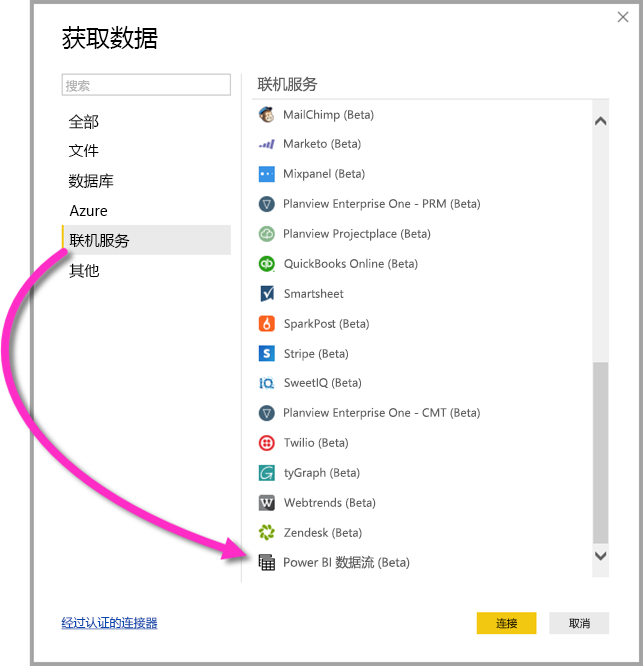 获取数据
搜索
全部
文件
数据库
Azure
联机服务
其他
联机服务
MailChimp (Beta)
Marketo (Beta)
Mixpanel (Beta)
Planview Enterprise One - PRM (Beta)
Planview Projectplace (Beta)
QuickBooks Online (Beta)
Smartsheet
SparkPost (Beta)
Stripe (Beta)
SweetIQ (Beta)
Planview Enterprise One - CMT (Beta)
Twilio (Beta)
tyGraph (Beta)
Webtrends (Beta)
Zendesk (Beta)
Power BI 数据流 (Beta)
经过认证的连接器
连接
取消